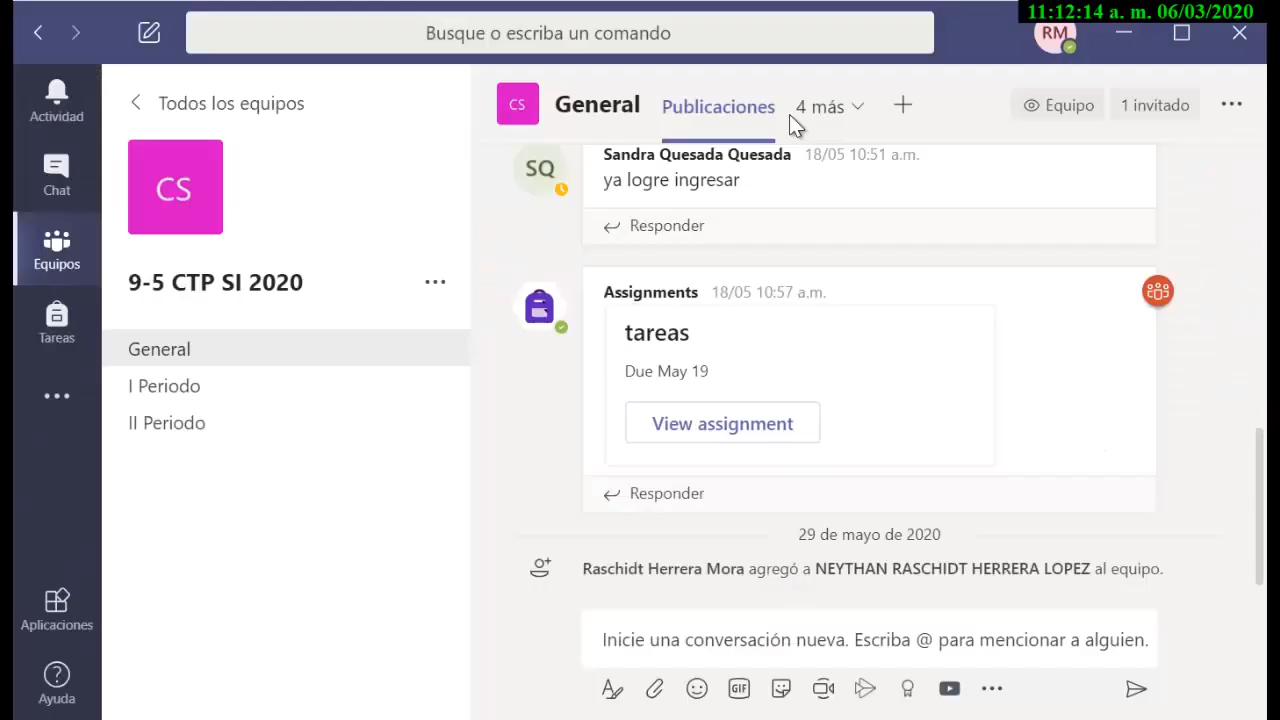 11:12:14 a. m. 06/03/2020
Busque o escriba un comando
RM
Actividad
Chat
Equipos
Tareas
Aplicaciones
Ayuda
Todos los equipos
CS
9-5 CTP SI 2020
General
I Periodo
II Periodo
CS
General
Publicaciones
4 más
Equipo
1 invitado
SQ
Sandra Quesada Quesada 18/05 10:51 a.m.
ya logre ingresar
Responder
Assignments 18/05 10:57 a.m.
tareas
Due May 19
View assignment
Responder
29 de mayo de 2020
Raschidt Herrera Mora agregó a NEYTHAN RASCHIDT HERRERA LOPEZ al equipo.
Inicie una conversación nueva. Escriba @ para mencionar a alguien.
GIF